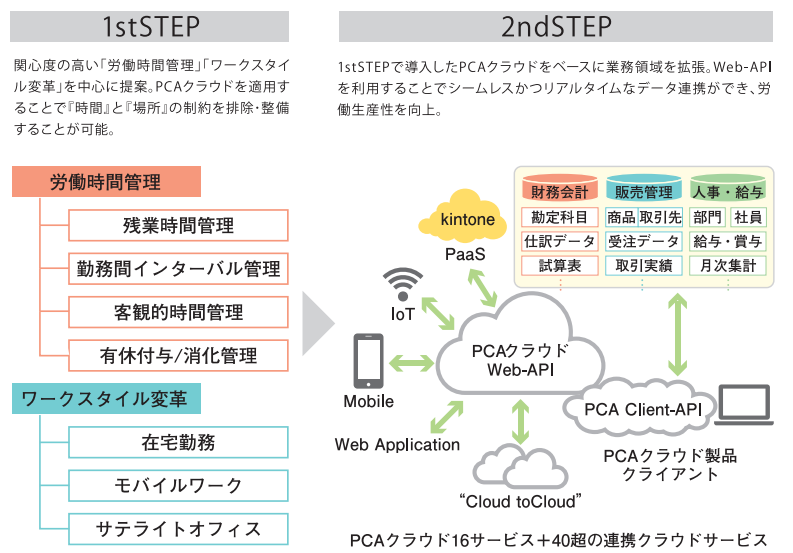 1stSTEP
関心度の高い「労働時間管理」「ワークスタイ
ル変革」を中心に提案。PCAクラウドを適用す
ることで『時間』と『場所』の制約を排除・整備
することが可能。
労働時間管理
残業時間管理
勤務間インターバル管理
客観的時間管理
有休付与/消化管理
ワークスタイル変革
在宅勤務
モバイルワーク
サテライトオフィス
2ndSTEP
1stSTEPで導入したPCAクラウドをベースに業務領域を拡張。Web-API
を利用することでシームレスかつリアルタイムなデータ連携ができ、労
働生産性を向上。
財務会計
勘定科目
仕訳データ
試算表
販売管理
商品 取引先
受注データ
取引実績
人事・給与
部門 社員
給与・賞与
月次集計
kintone
PaaS
IoT
Mobile
Web Application
PCAクラウド
Web-API
"Cloud toCloud"
PCA Client-API
PCAクラウド製品
クライアント
PCAクラウド16サービス+40超の連携クラウドサービス